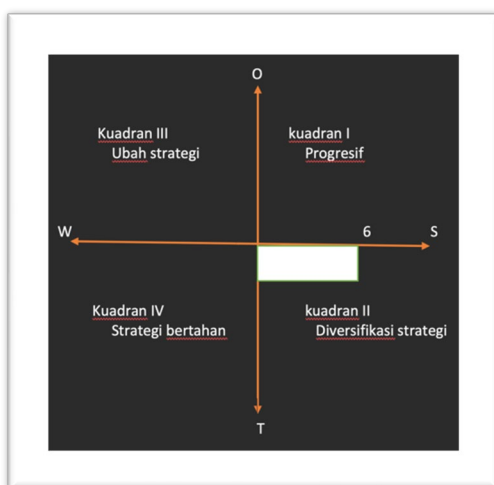 O
Kuadran III
Ubah strategi
kuadran I
Progresif
W
6
S
Kuadran IV
Strategi bertahan
kuadran II
Diversifikasi strategi
T